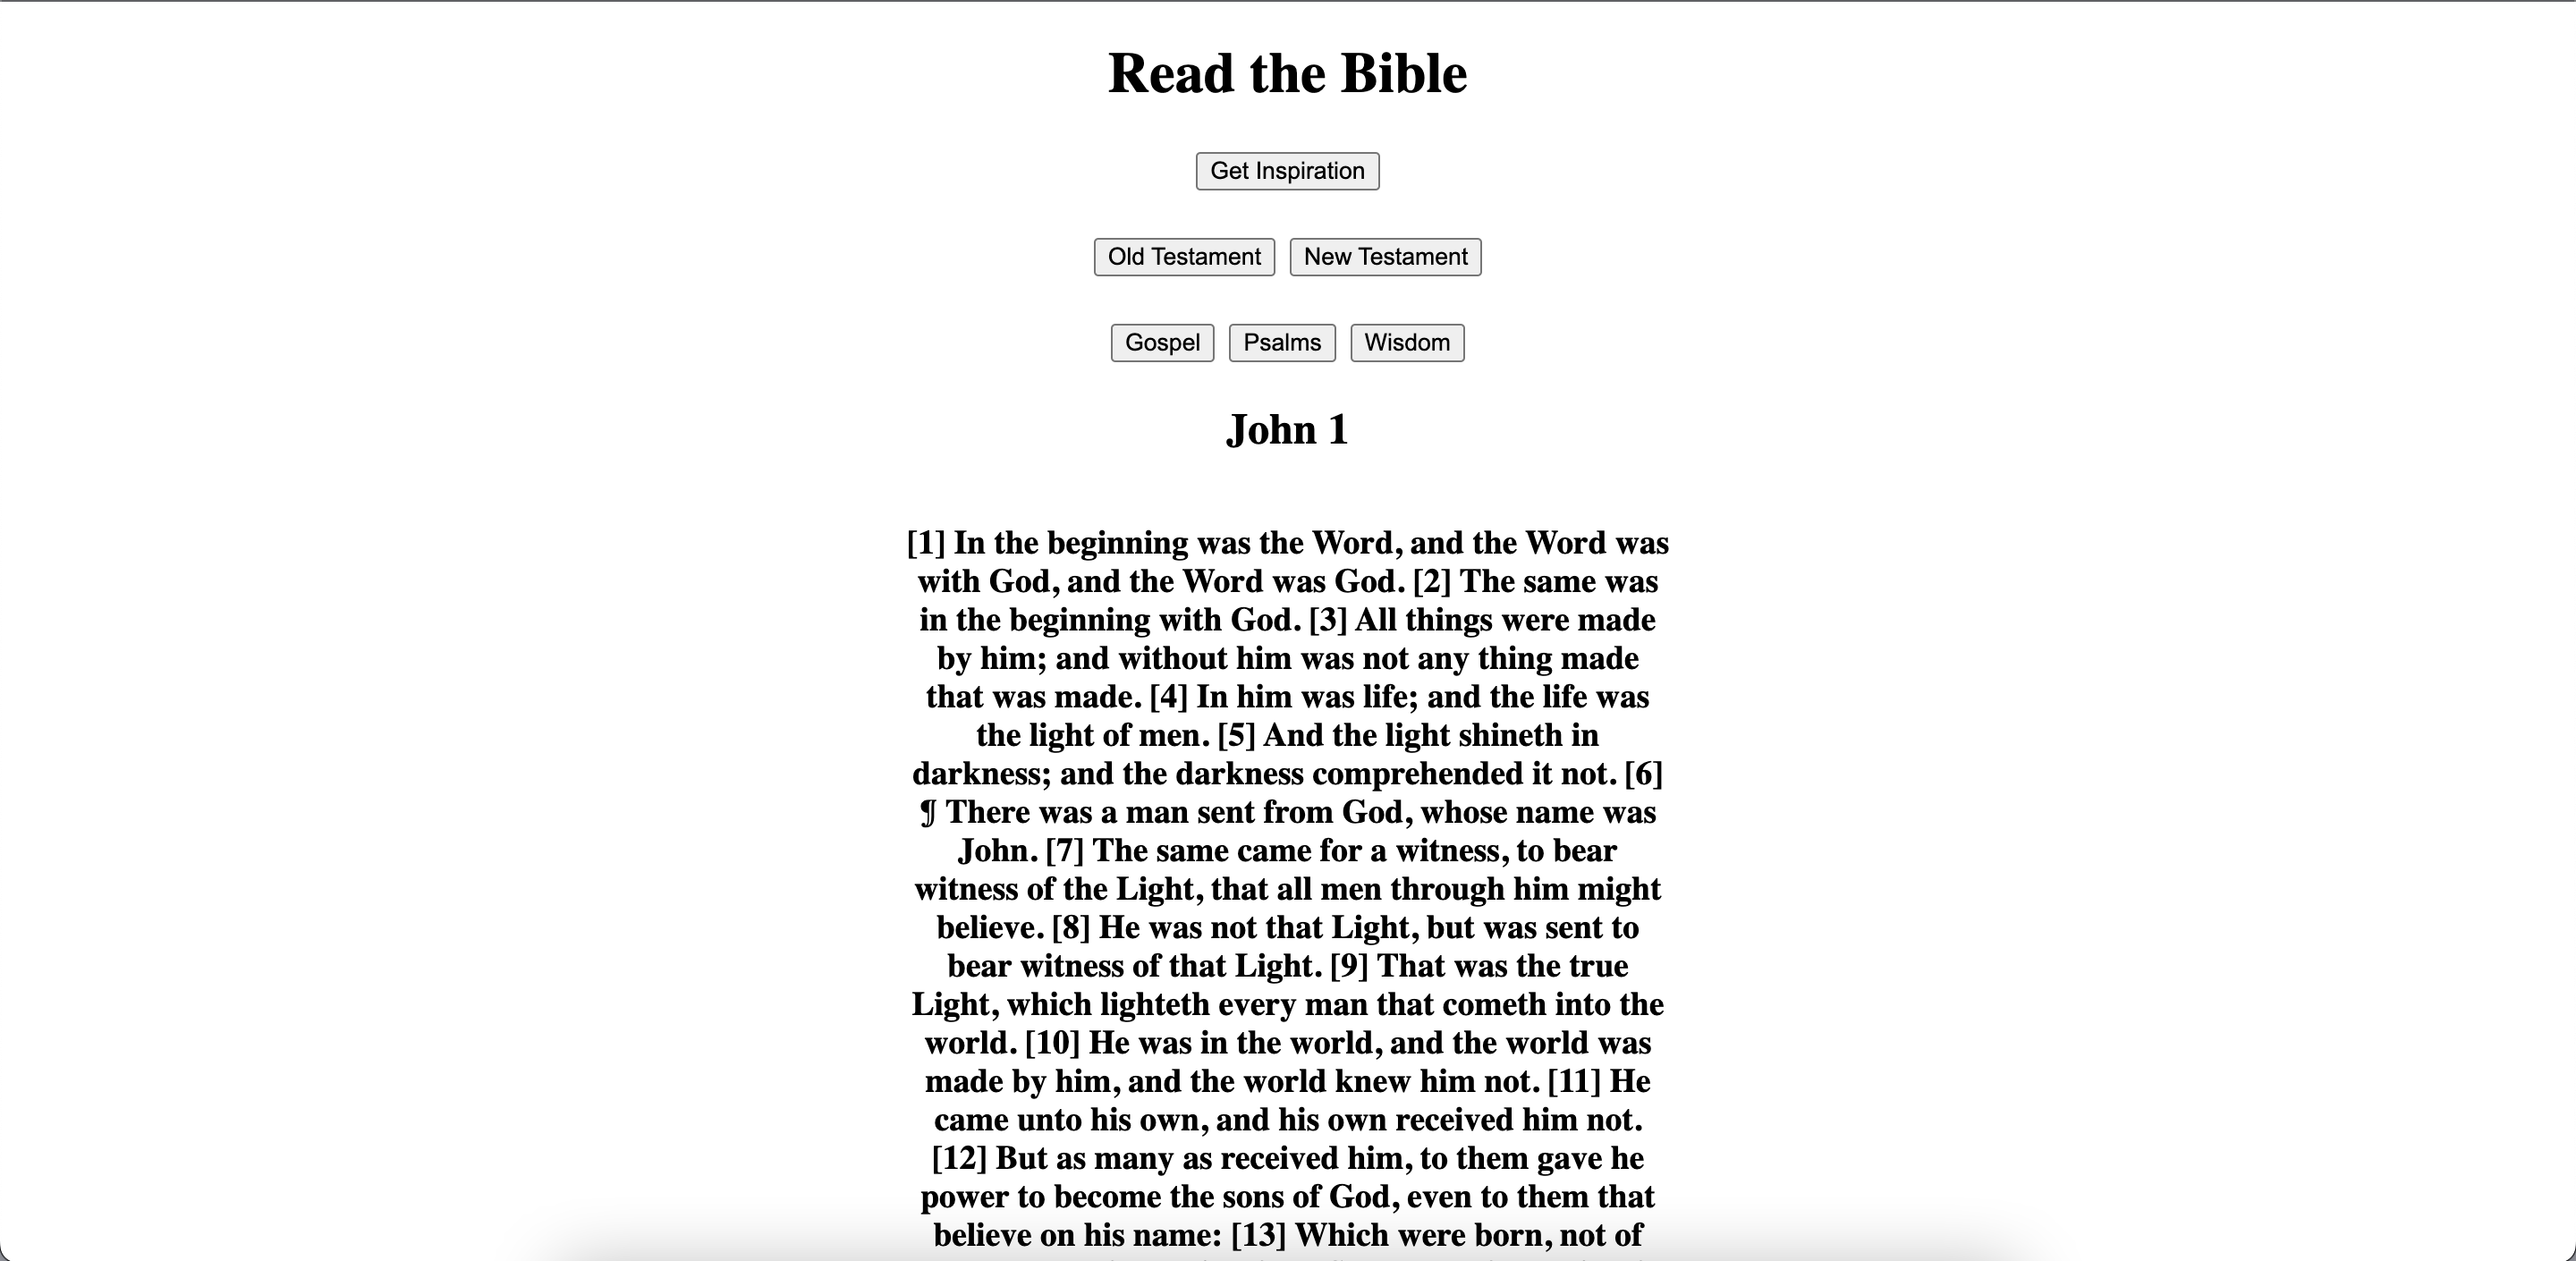 Read the Bible
Get Inspiration
Old Testament New Testament
Gospel Psalms Wisdom
John 1
[1] In the beginning was the Word, and the Word was
with God, and the Word was God. [2] The same was
in the beginning with God. [3] All things were made
by him; and without him was not any thing made
that was made. [4] In him was life; and the life was
the light of men. [5] And the light shineth in
darkness; and the darkness comprehended it not. [6]
¶ There was a man sent from God, whose name was
John. [7] The same came for a witness, to bear
witness of the Light, that all men through him might
believe. [8] He was not that Light, but was sent to
bear witness of that Light. [9] That was the true
Light, which lighteth every man that cometh into the
world. [10] He was in the world, and the world was
made by him, and the world knew him not. [11] He
came unto his own, and his own received him not.
[12] But as many as received him, to them gave he
power to become the sons of God, even to them that
believe on his name: [13] Which were born, not of